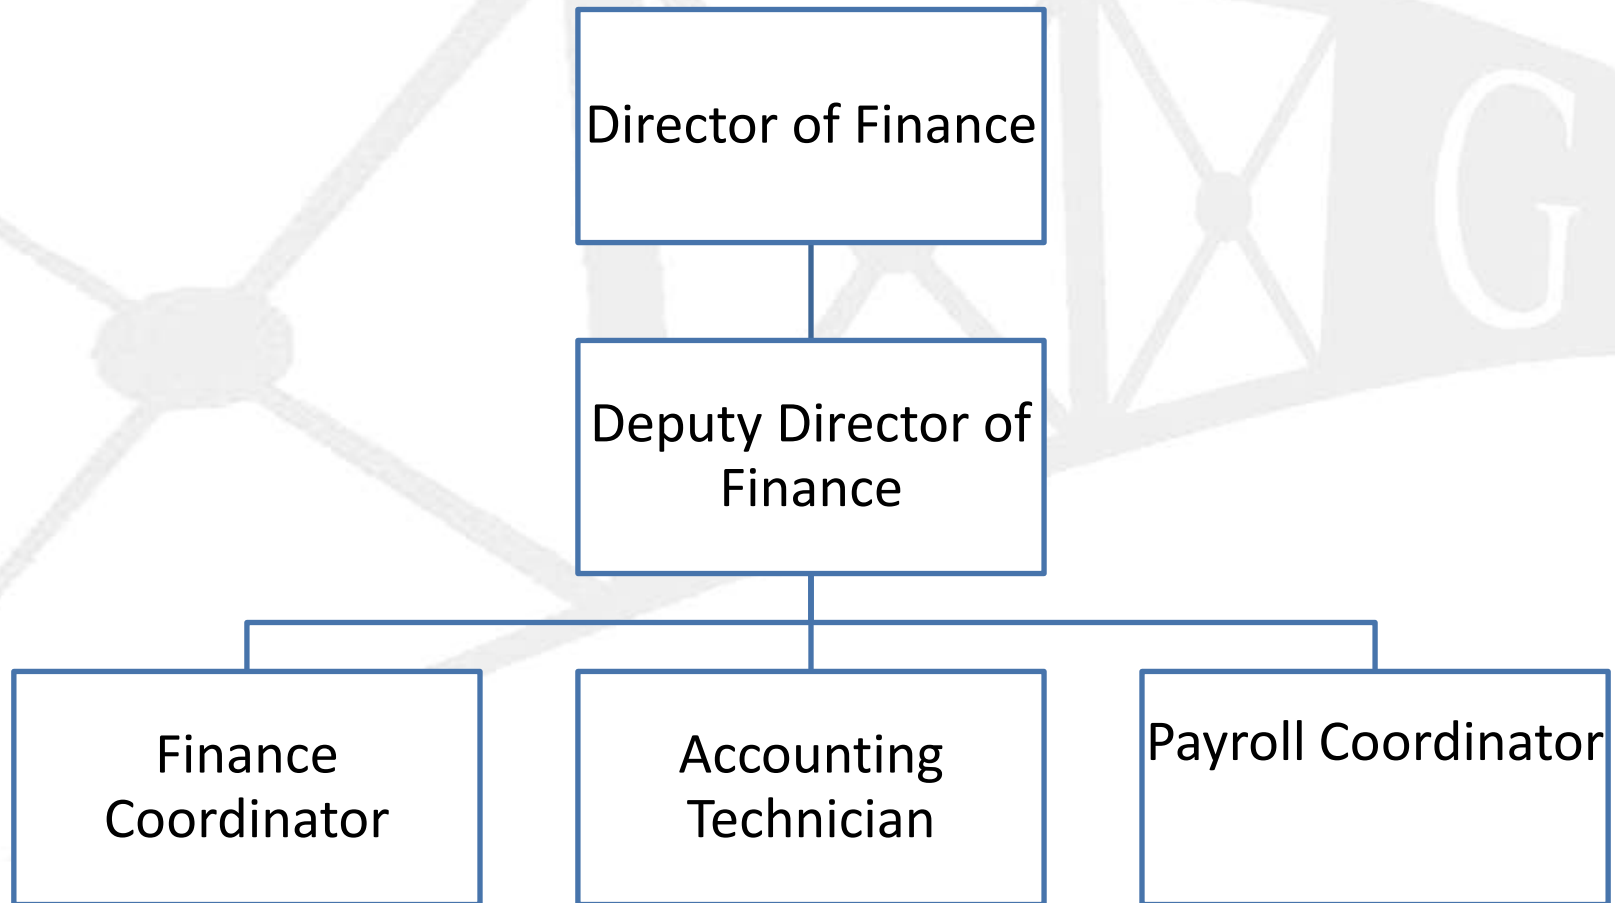 Director of Finance
G
Deputy Director of
Finance
Finance
Coordinator
Accounting
Technician
Payroll Coordinator